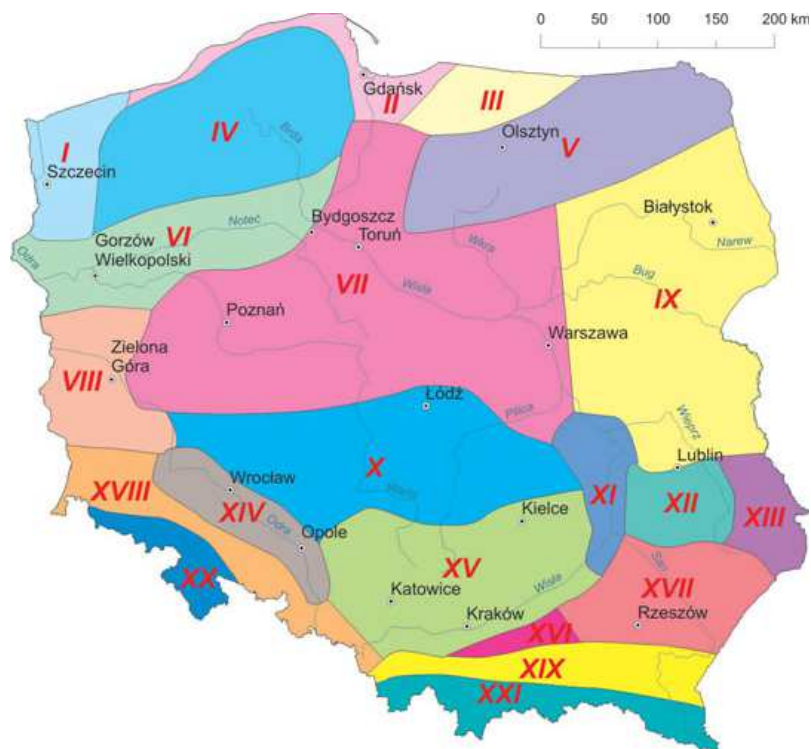 0 50 100 150 200 km
Gdańsk
II
III
IV
I
Olsztyn
V
Brda
Szczecin
Białystok
Bydgoszcz
Toruń
Noteć
VI
Gorzów
Wielkopolski
Odra
Wkra
Narew
Bug
VII
Wisła
IX
Poznań
Warszawa
Zielona
Góra
VIII
Łódź
Pilica
Wieprz
Lublin
X
Wrocław
XVIII
XIV
Warta
XI
XII
XIII
Kielce
Odra
Opole
San
XX
XV
XVII
Katowice
Wisła
Kraków
Rzeszów
XVI
XIX
XXI